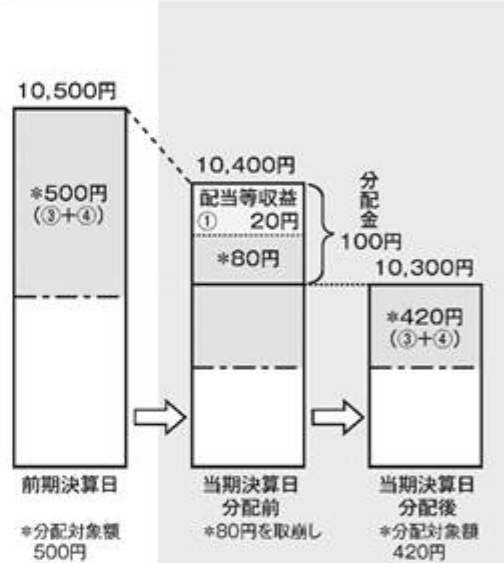 10,500円
*500円
(③+④)
前期決算日
*分配対象額
500円
10,400円
配当等収益
① 20円
*80円
分配金
100円
当期決算日
分配前
*80円を取崩し
10,300円
*420円
(③+④)
当期決算日
分配後
*分配対象額
420円